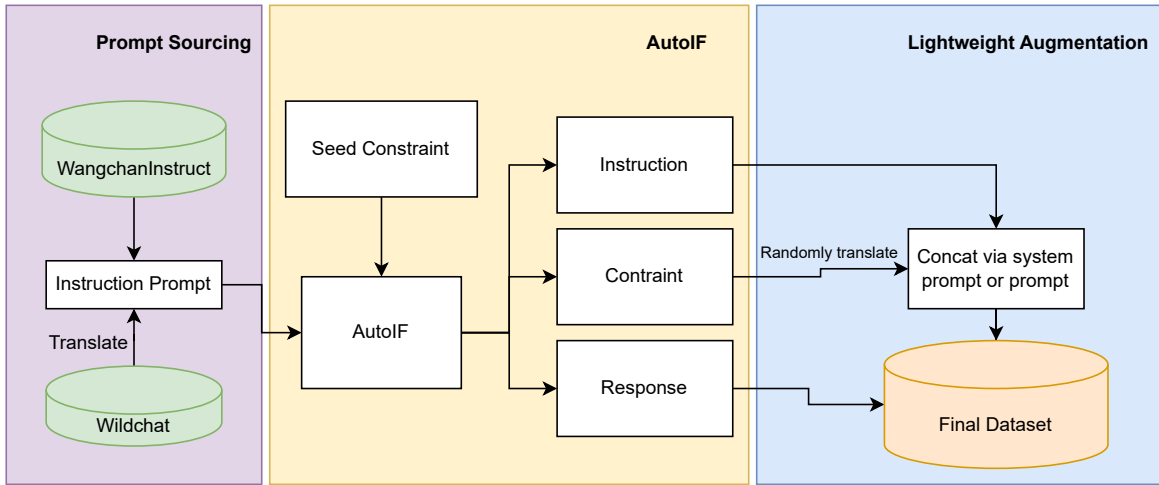 Prompt Sourcing
WangchanInstruct
Instruction Prompt
Translate
Wildchat
AutoIF
Seed Constraint
AutoIF
Instruction
Contraint
Response
Lightweight Augmentation
Randomly translate
Concat via system
prompt or prompt
Final Dataset